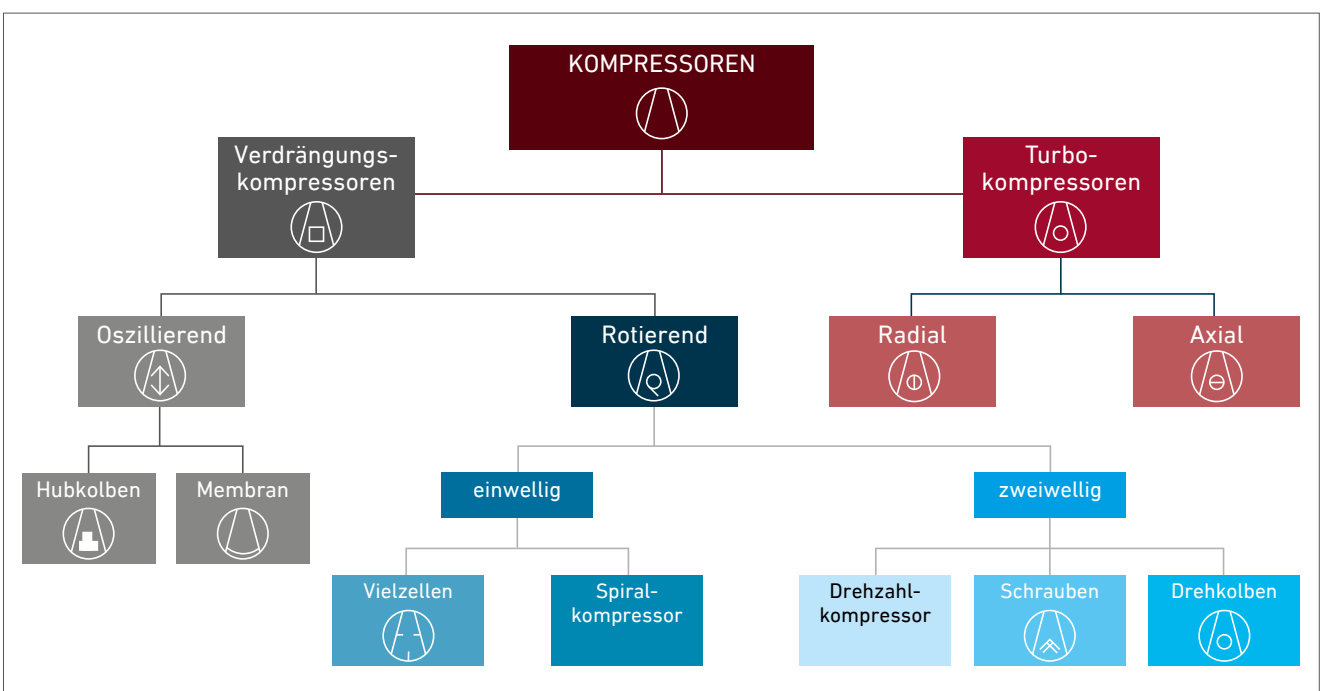 KOMPRESSOREN
Verdrängungs-
kompressoren
Turbo-
kompressoren
Oszillierend
Rotierend
Radial
Axial
Hubkolben
Membran
einwellig
zweiwellig
Vielzellen
Spiral-
kompressor
Drehzahl-
kompressor
Schrauben
Drehkolben